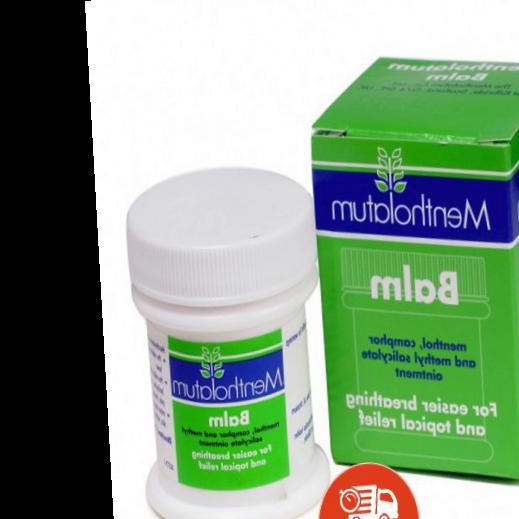 Mentholatum
Balm
Mentholatum
Balm
menthol, camphor
and methyl salicylate
ointment
For easier breathing
and topical relief
Mentholatum
Balm
menthol, camphor and methyl
salicylate ointment
For easier breathing
and topical relief